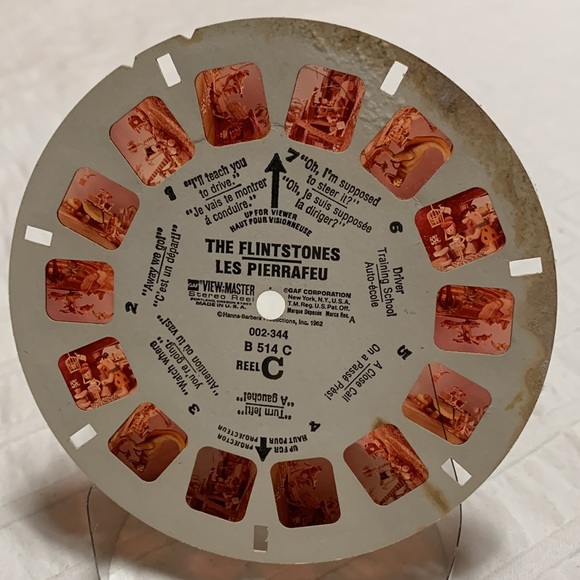 1
"I'll teach you
to drive."
"Je vais te montrer
à conduire."
7
"Oh, I'm supposed
to steer it?"
"Oh, je suis supposée
la diriger?"
UP FOR VIEWER
HAUT POUR VISIONNEUSE
THE FLINTSTONES
LES PIERRAFEU
GAF VIEW-MASTER
Stereo Reel
MADE IN U.S.A.
©GAF CORPORATION
New York, N.Y., U.S.A.
T.M. Reg. U.S. Pat. Off.
Marque Déposée Marca Reg.
A
©Hanna-Barbera Productions, Inc. 1962
002-344
B 514 C
REEL C
2
"Away we go!"
"C'est un départ!"
3
"Watch where
you're going."
"Attention où tu vas!"
4
"Turn left!"
"A gauche!"
UP FOR
PROJECTOR
HAUT POUR
PROJECTEUR
5
A Close Call
On a Passé Près!
6
Driver
Training School
Auto-école